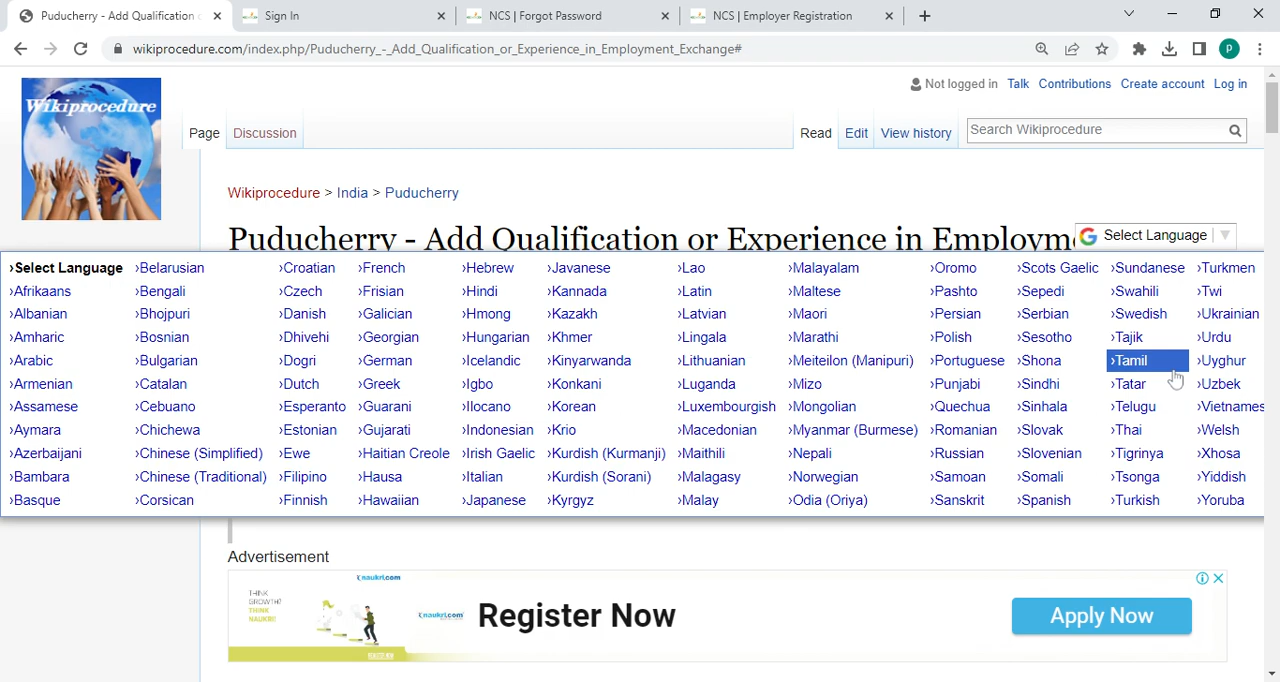 Puducherry - Add Qualification o
Sign In
NCS | Forgot Password
NCS | Employer Registration
wikiprocedure.com/index.php/Puducherry_-_Add_Qualification_or_Experience_in_Employment_Exchange#
P
Wikiprocedure
Not logged in Talk Contributions Create account Log in
Page Discussion Read Edit View history Search Wikiprocedure
Wikiprocedure > India > Puducherry
Puducherry - Add Qualification or Experience in Employm
G Select Language
›Select Language ›Belarusian ›Croatian ›French ›Hebrew ›Javanese ›Lao ›Malayalam ›Oromo ›Scots Gaelic ›Sundanese ›Turkmen
›Afrikaans ›Bengali ›Czech ›Frisian ›Hindi ›Kannada ›Latin ›Maltese ›Pashto ›Sepedi ›Swahili ›Twi
›Albanian ›Bhojpuri ›Danish ›Galician ›Hmong ›Kazakh ›Latvian ›Maori ›Persian ›Serbian ›Swedish ›Ukrainian
›Amharic ›Bosnian ›Dhivehi ›Georgian ›Hungarian ›Khmer ›Lingala ›Marathi ›Polish ›Sesotho ›Tajik ›Urdu
›Arabic ›Bulgarian ›Dogri ›German ›Icelandic ›Kinyarwanda ›Lithuanian ›Meiteilon (Manipuri) ›Portuguese ›Shona ›Tamil ›Uyghur
›Armenian ›Catalan ›Dutch ›Greek ›Igbo ›Konkani ›Luganda ›Mizo ›Punjabi ›Sindhi ›Tatar ›Uzbek
›Assamese ›Cebuano ›Esperanto ›Guarani ›Ilocano ›Korean ›Luxembourgish ›Mongolian ›Quechua ›Sinhala ›Telugu ›Vietnames
›Aymara ›Chichewa ›Estonian ›Gujarati ›Indonesian ›Krio ›Macedonian ›Myanmar (Burmese) ›Romanian ›Slovak ›Thai ›Welsh
›Azerbaijani ›Chinese (Simplified) ›Ewe ›Haitian Creole ›Irish Gaelic ›Kurdish (Kurmanji) ›Maithili ›Nepali ›Russian ›Slovenian ›Tigrinya ›Xhosa
›Bambara ›Chinese (Traditional) ›Filipino ›Hausa ›Italian ›Kurdish (Sorani) ›Malagasy ›Norwegian ›Samoan ›Somali ›Tsonga ›Yiddish
›Basque ›Corsican ›Finnish ›Hawaiian ›Japanese ›Kyrgyz ›Malay ›Odia (Oriya) ›Sanskrit ›Spanish ›Turkish ›Yoruba
Advertisement
naukri.com
THINK
GROWTH?
THINK
NAUKRI!
naukri.com
Register Now
Apply Now
REGISTER NOW